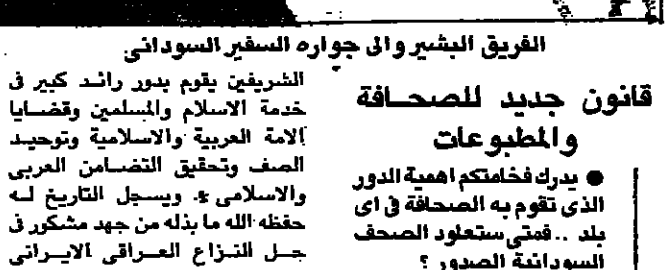 الفريق البشير والى جواره السفير السودانى
قانون جديد للصحافة
والمطبوعات
● يدرك فخامتكم اهمية الدور
الذى تقوم به الصحافة فى اى
بلد .. فمتى ستعاود الصحف
السودانية الصدور ؟
الشريفين يقوم بدور رائد كبير فى
خدمة الاسلام والمسلمين وقضايا
الامة العربية والاسلامية وتوحيد
الصف وتحقيق التضامن العربى
والاسلامى . ويسجل التاريخ له
حفظه الله ما بذله من جهد مشكور فى
حل النزاع العراقى الايرانى